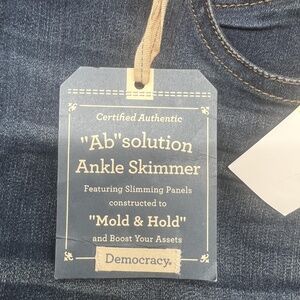 Certified Authentic
"Ab"solution
Ankle Skimmer
Featuring Slimming Panels
constructed to
"Mold & Hold"
and Boost Your Assets
Democracy.